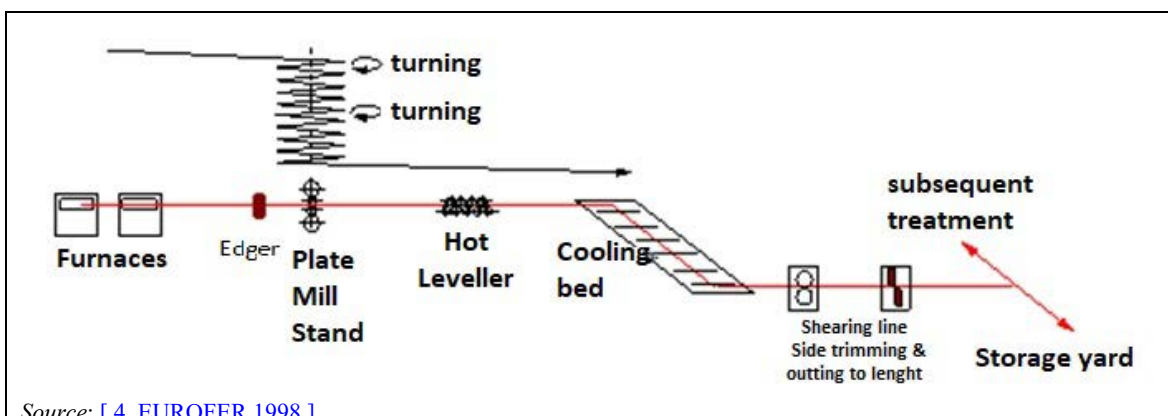 turning
turning
Furnaces
Edger
Plate
Mill
Stand
Hot
Leveller
Cooling
bed
Shearing line
Side trimming &
outting to lenght
subsequent
treatment
Storage yard
Source: [ 4, EUROFER 1998 ]